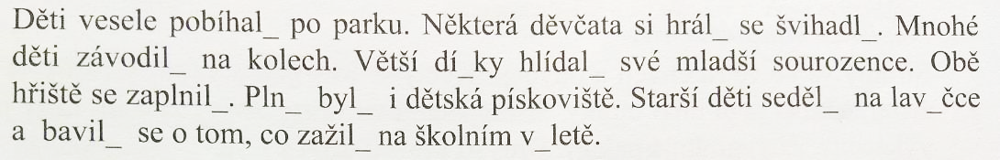 Děti vesele pobíhal_ po parku. Některá děvčata si hrál_ se švihadl_. Mnohé
děti závodil_ na kolech. Větší dí_ky hlídal_ své mladší sourozence. Obě
hřiště se zaplnil_. Pln_ byl_ i dětská pískoviště. Starší děti seděl_ na lav_čce
a bavil_ se o tom, co zažil_ na školním v_letě.